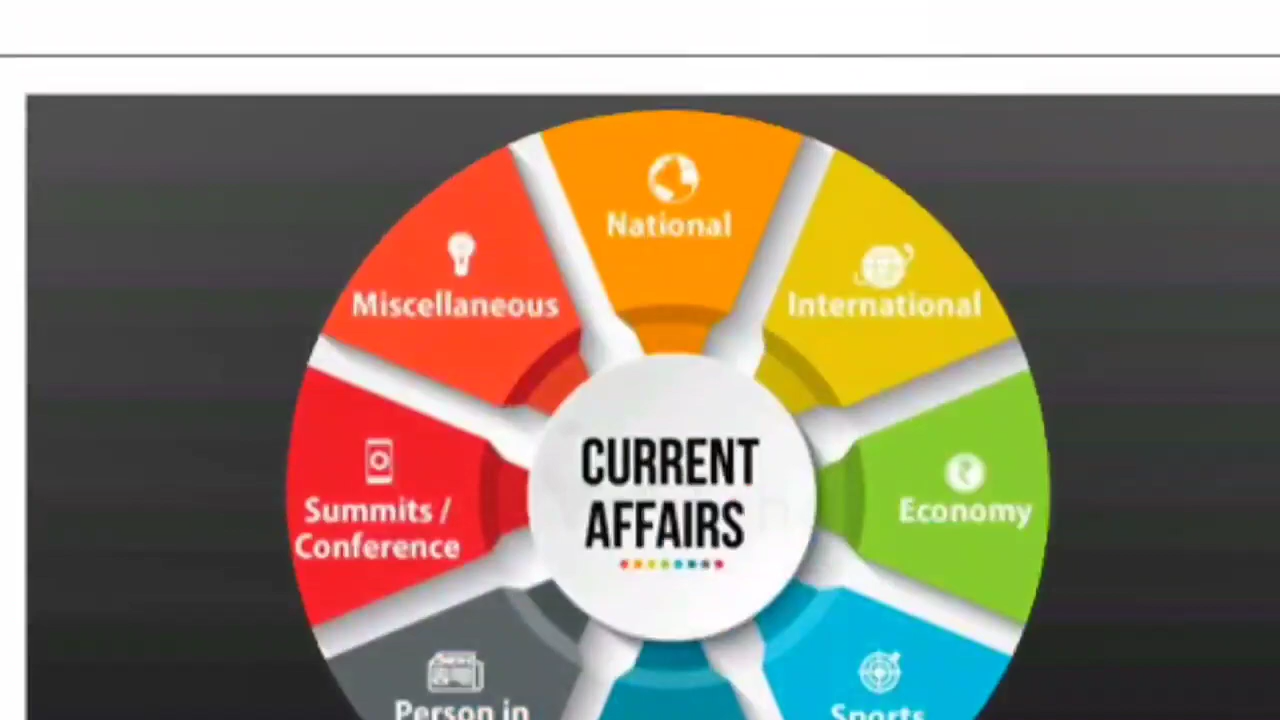 National
Miscellaneous
International
CURRENT
AFFAIRS
Summits /
Conference
Economy
Person in
Sports